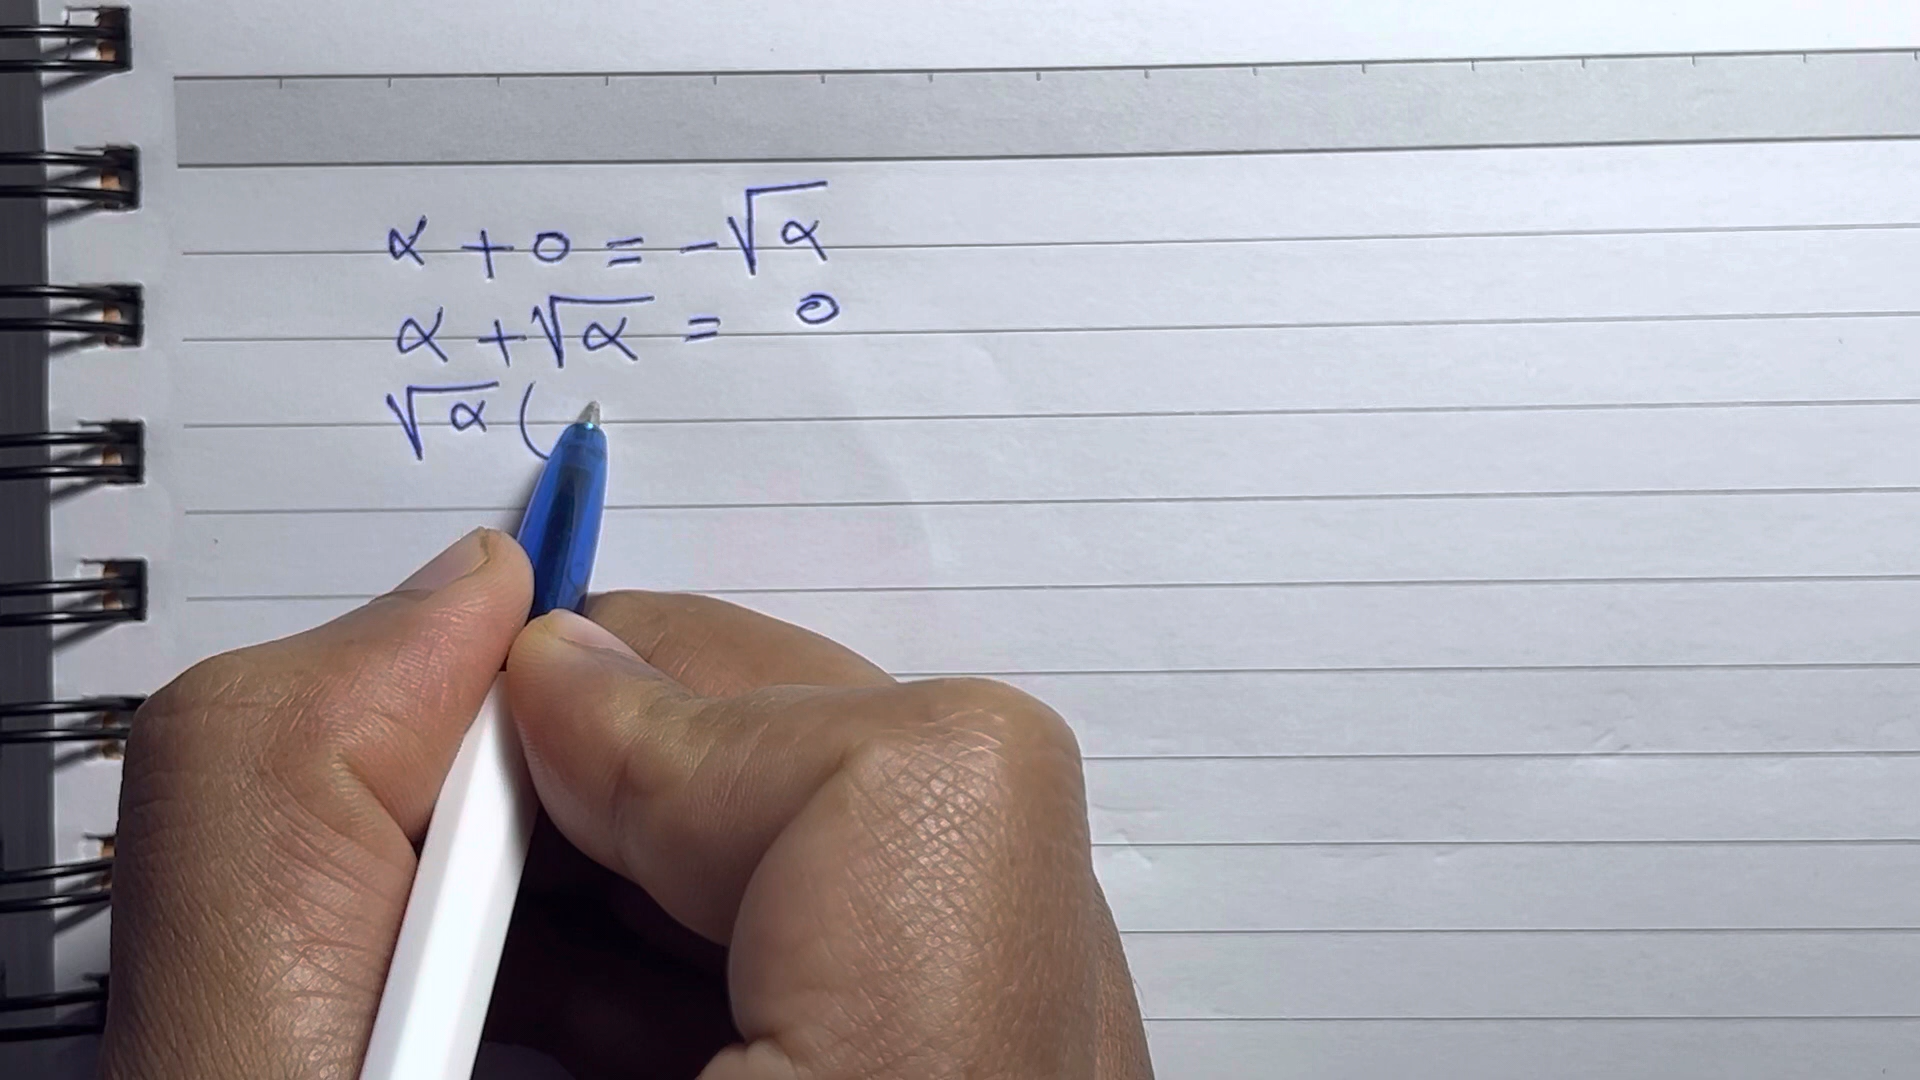 α + 0 = -√α
α + √α = 0
√α (